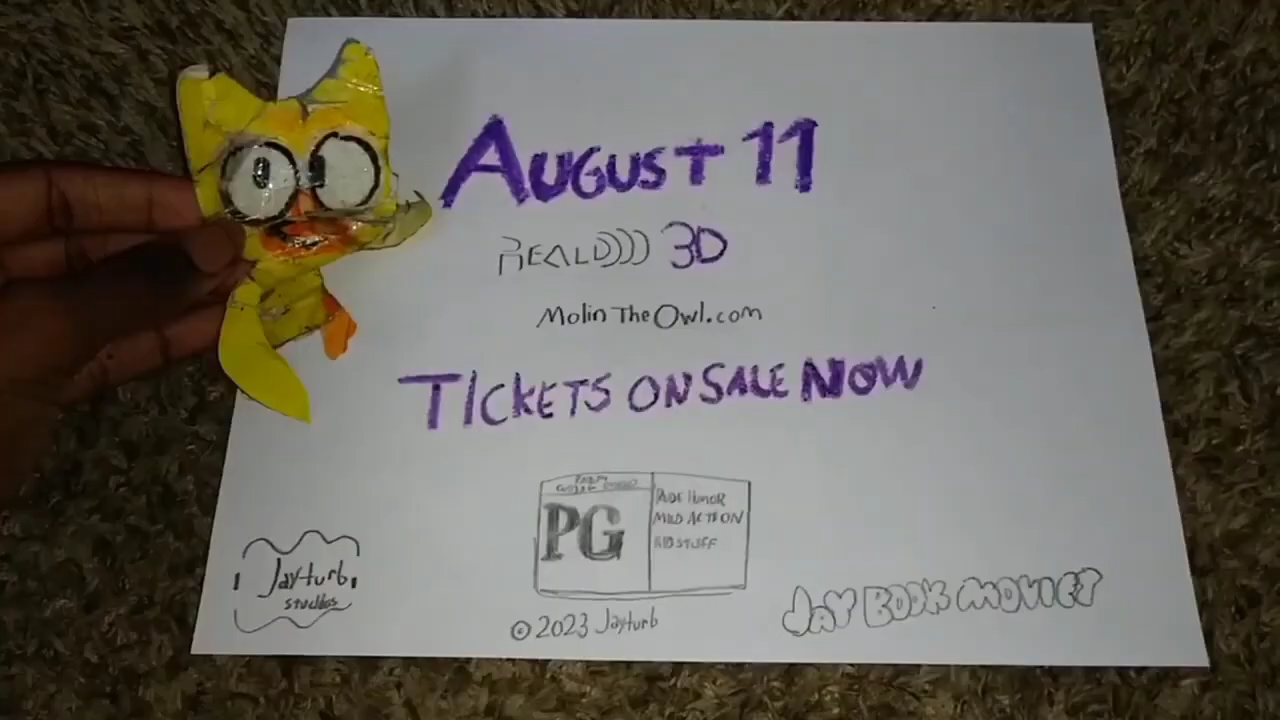 AUGUST 11
REALD))) 3D
MolinTheOwl.com
TICKETS ON SALE NOW
PG
RUDE HUMOR
MILD ACTION
KID STUFF
Jayturb
studios
© 2023 Jayturb
JAY BOOK MOVIES